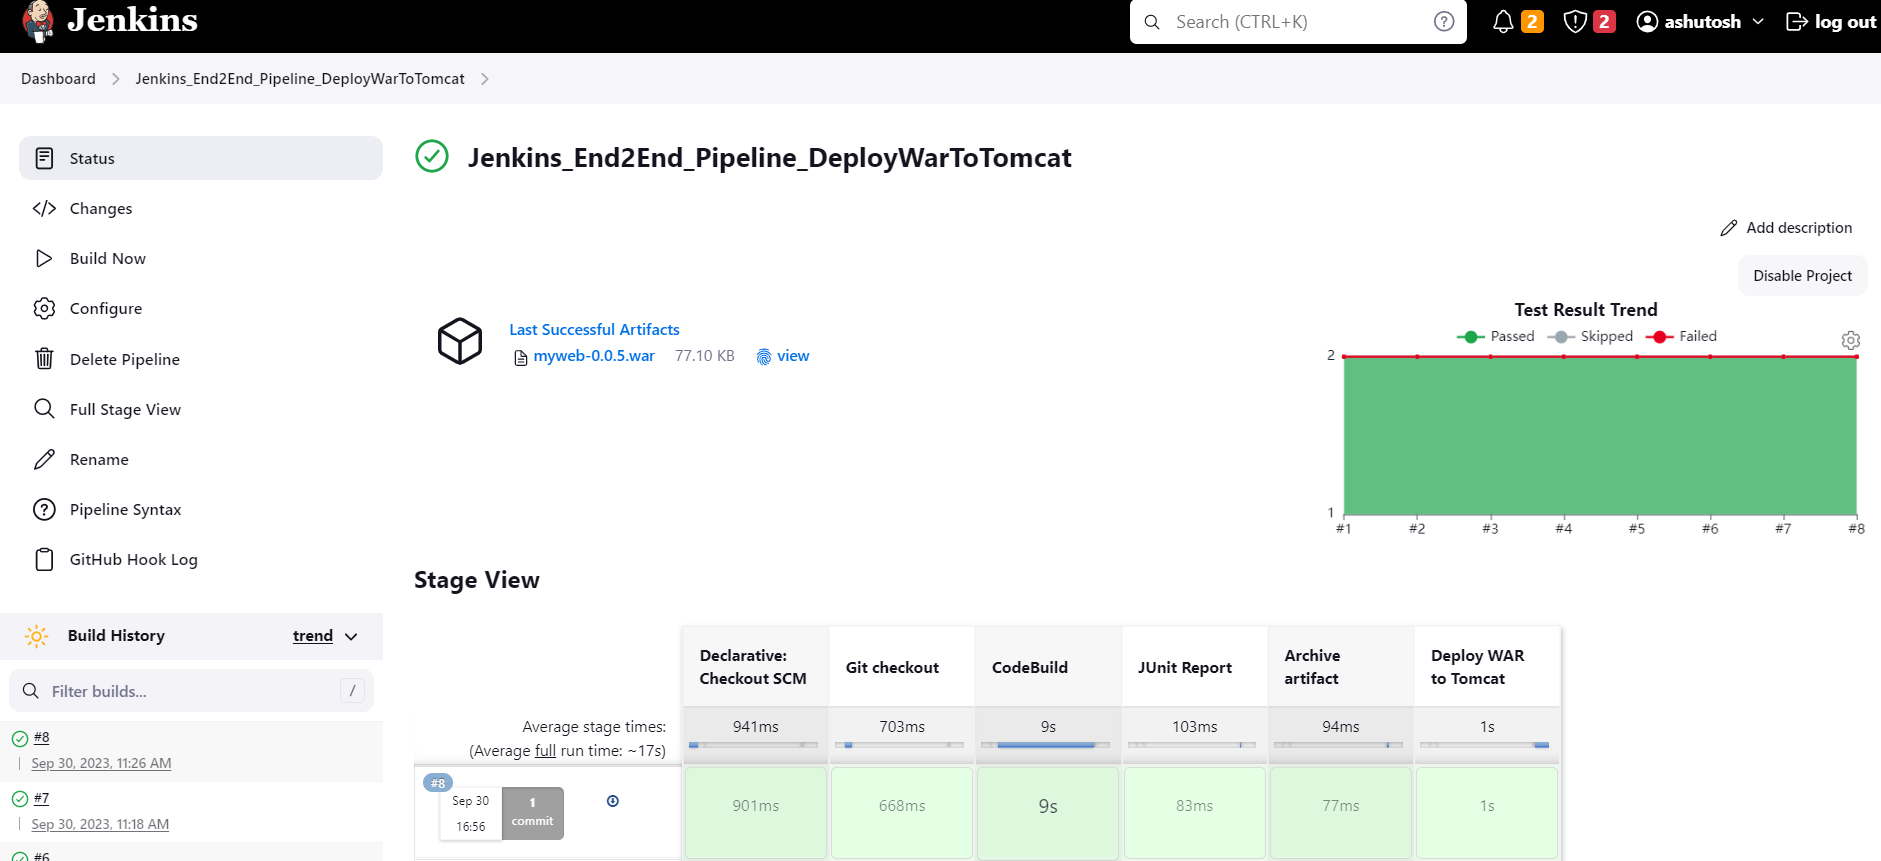 Jenkins
Search (CTRL+K)
2
2
ashutosh
log out
Dashboard
Jenkins_End2End_Pipeline_DeployWarToTomcat
Status
Changes
Build Now
Configure
Delete Pipeline
Full Stage View
Rename
Pipeline Syntax
GitHub Hook Log
Build History
trend
Filter builds...
/
#8
Sep 30, 2023, 11:26 AM
#7
Sep 30, 2023, 11:18 AM
#6
Jenkins_End2End_Pipeline_DeployWarToTomcat
Add description
Disable Project
Last Successful Artifacts
myweb-0.0.5.war 77.10 KB view
Test Result Trend
Passed Skipped Failed
2
1
#1 #2 #3 #4 #5 #6 #7 #8
Stage View
Declarative:
Checkout SCM
Git checkout
CodeBuild
JUnit Report
Archive
artifact
Deploy WAR
to Tomcat
Average stage times:
(Average full run time: ~17s)
941ms 703ms 9s 103ms 94ms 1s
#8
Sep 30
16:56
1
commit
901ms 668ms 9s 83ms 77ms 1s